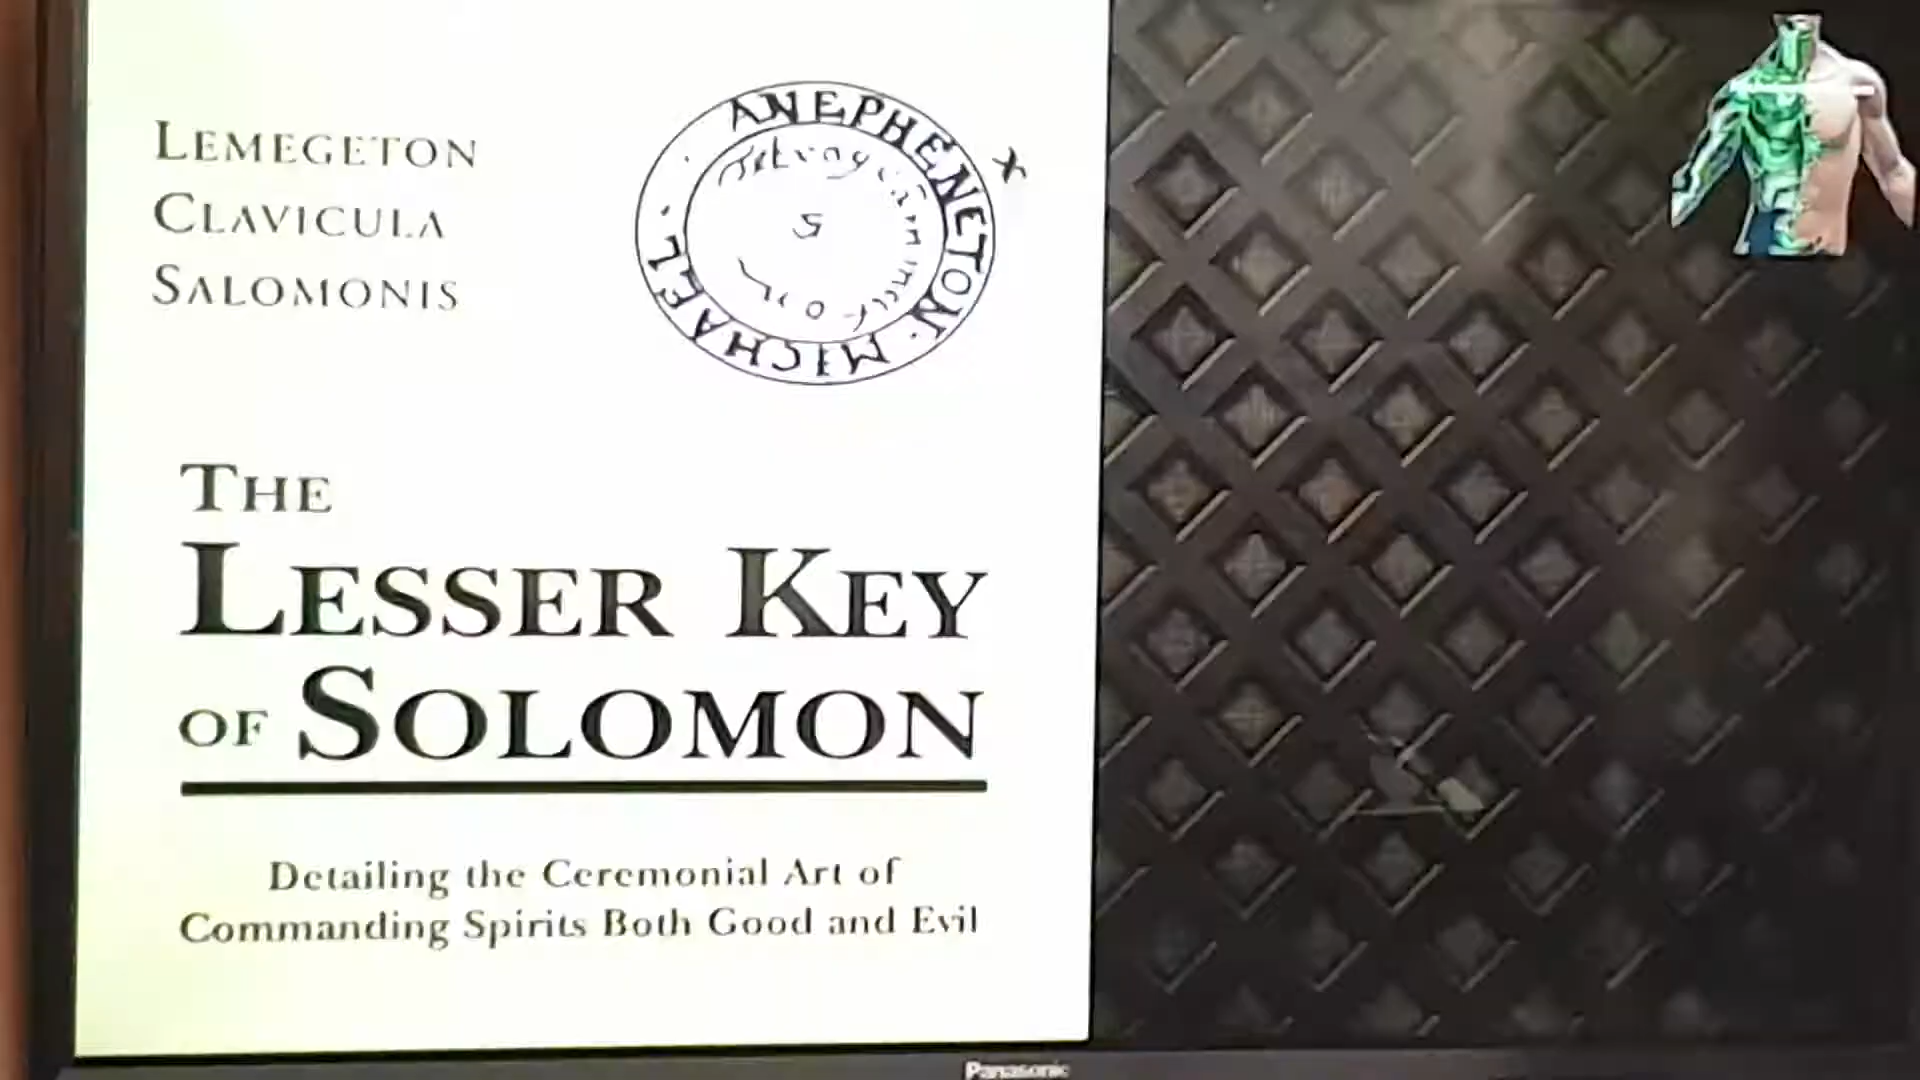 LEMEGETON
CLAVICULA
SALOMONIS
ANEPHENETON · MICHAEL ·
5
THE
LESSER KEY
OF SOLOMON
Detailing the Ceremonial Art of
Commanding Spirits Both Good and Evil
Panasonic